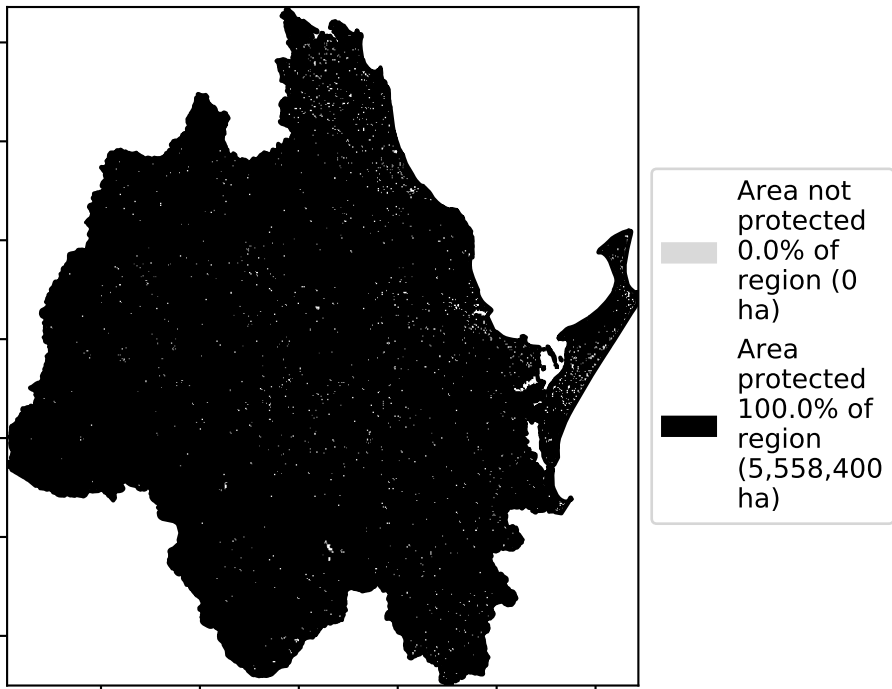 Area not
protected
0.0% of
region (0
ha)
Area
protected
100.0% of
region
(5,558,400
ha)